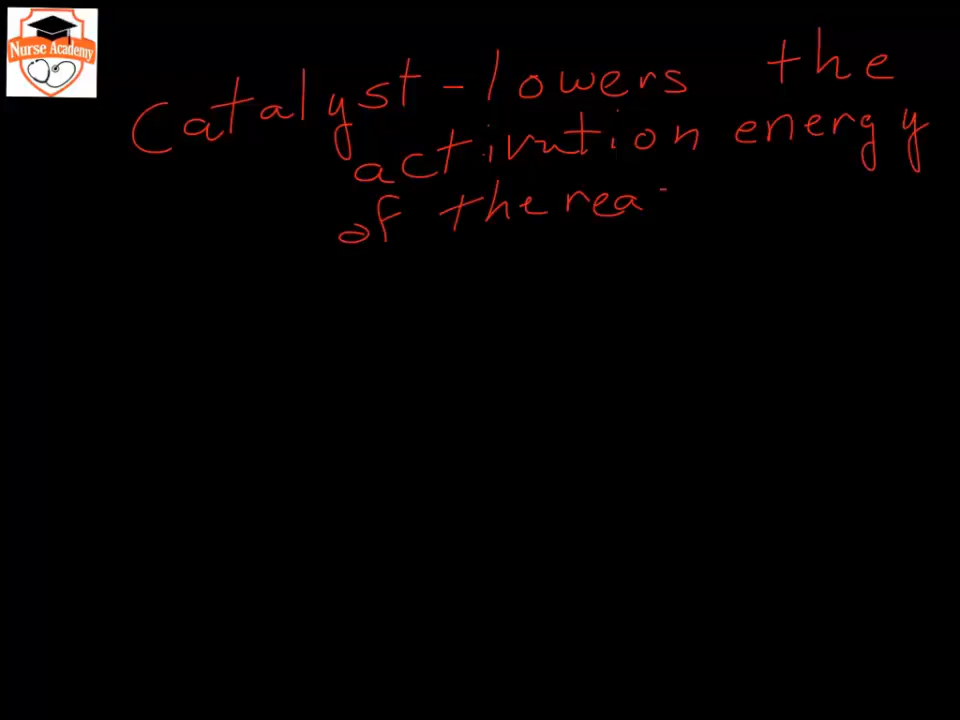 Nurse Academy
Catalyst - lowers the
activation energy
of the rea